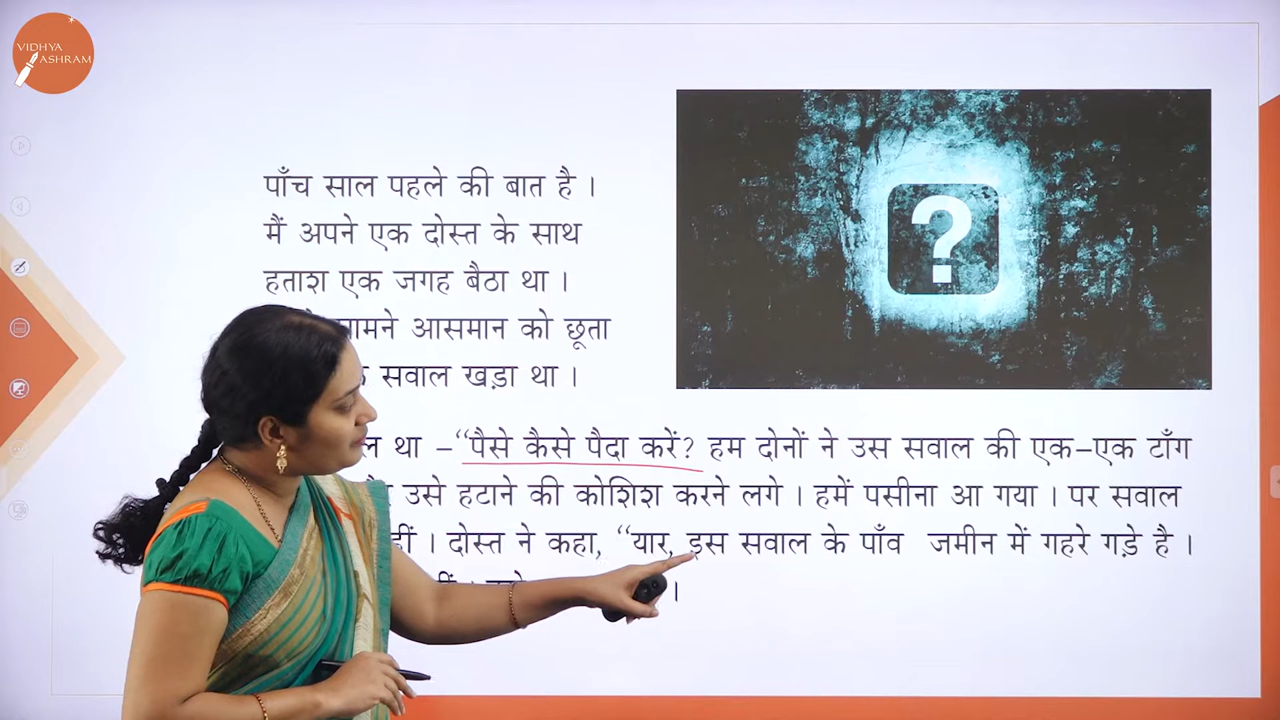 VIDHYA
ASHRAM
पाँच साल पहले की बात है ।
मैं अपने एक दोस्त के साथ
हताश एक जगह बैठा था ।
सामने आसमान को छूता
सवाल खड़ा था ।
?
था –‘‘पैसे कैसे पैदा करें? हम दोनों ने उस सवाल की एक–एक टाँग
उसे हटाने की कोशिश करने लगे । हमें पसीना आ गया । पर सवाल
। दोस्त ने कहा, ‘‘यार, इस सवाल के पाँव जमीन में गहरे गड़े है ।